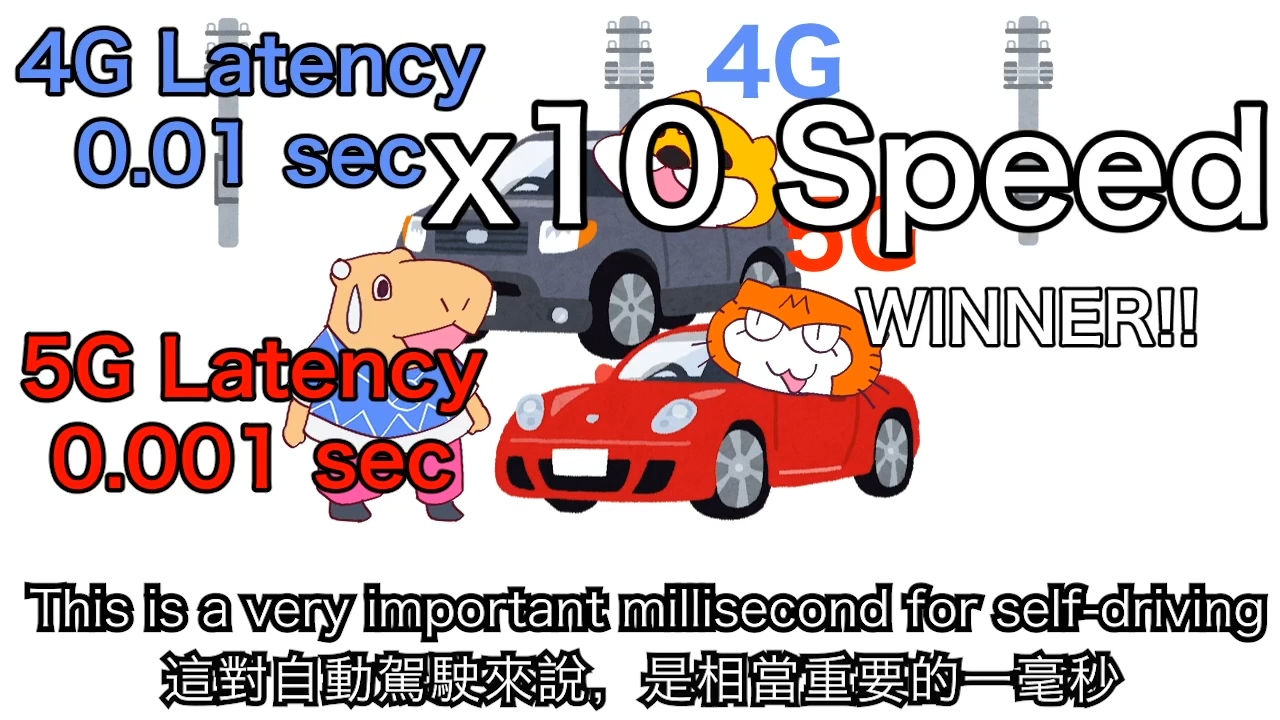 4G Latency
0.01 sec
4G
x10 Speed
5G
WINNER!!
5G Latency
0.001 sec
This is a very important millisecond for self-driving
這對自動駕駛來說，是相當重要的一毫秒